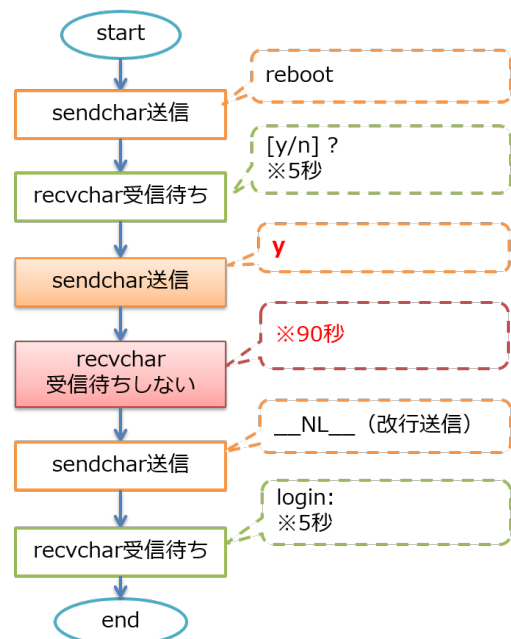 start
sendchar送信
reboot
recvchar受信待ち
[y/n] ?
※5秒
sendchar送信
y
recvchar
受信待ちしない
※90秒
sendchar送信
__NL__（改行送信）
recvchar受信待ち
login:
※5秒
end